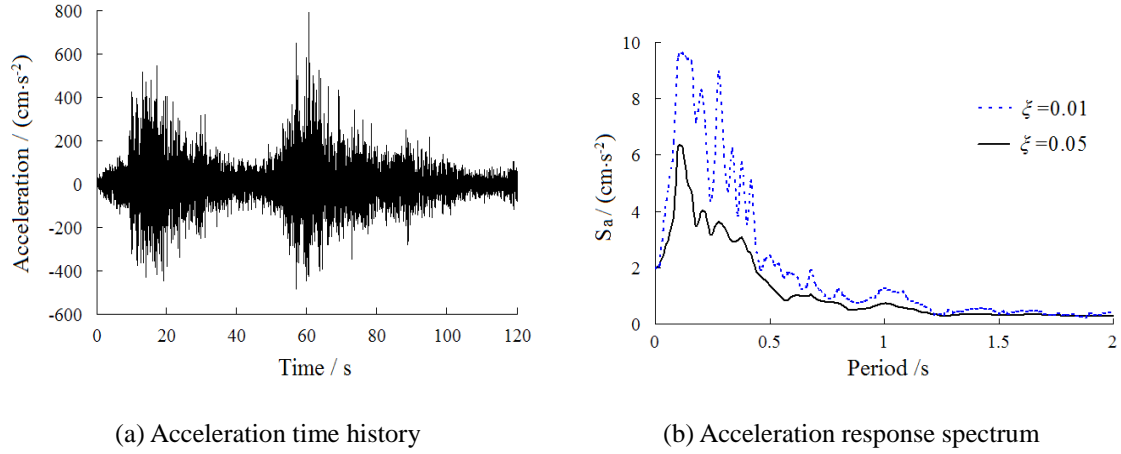 800
600
400
200
0
-200
-400
-600
Acceleration / (cm·s⁻²)
0 20 40 60 80 100 120
Time / s
(a) Acceleration time history
10
8
6
4
2
0
Sₐ / (cm·s⁻²)
ξ =0.01
ξ =0.05
0 0.5 1 1.5 2
Period /s
(b) Acceleration response spectrum